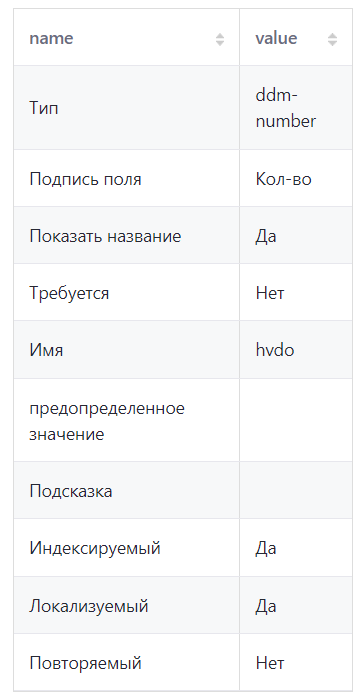 name value
Тип ddm-
number
Подпись поля Кол-во
Показать название Да
Требуется Нет
Имя hvdo
предопределенное
значение
Подсказка
Индексируемый Да
Локализуемый Да
Повторяемый Нет